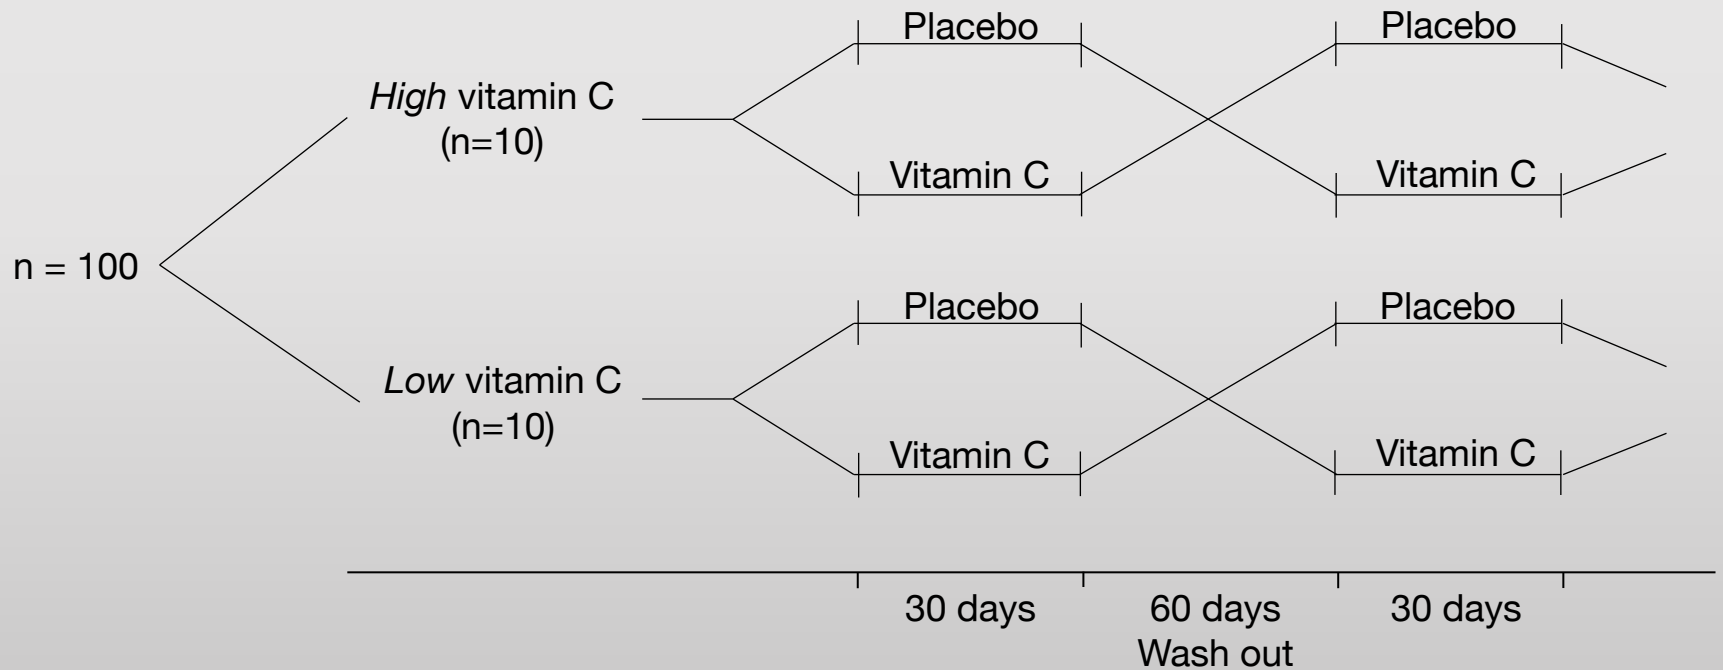 Placebo
Placebo
High vitamin C
(n=10)
Vitamin C
Vitamin C
n = 100
Placebo
Placebo
Low vitamin C
(n=10)
Vitamin C
Vitamin C
30 days
60 days
30 days
Wash out